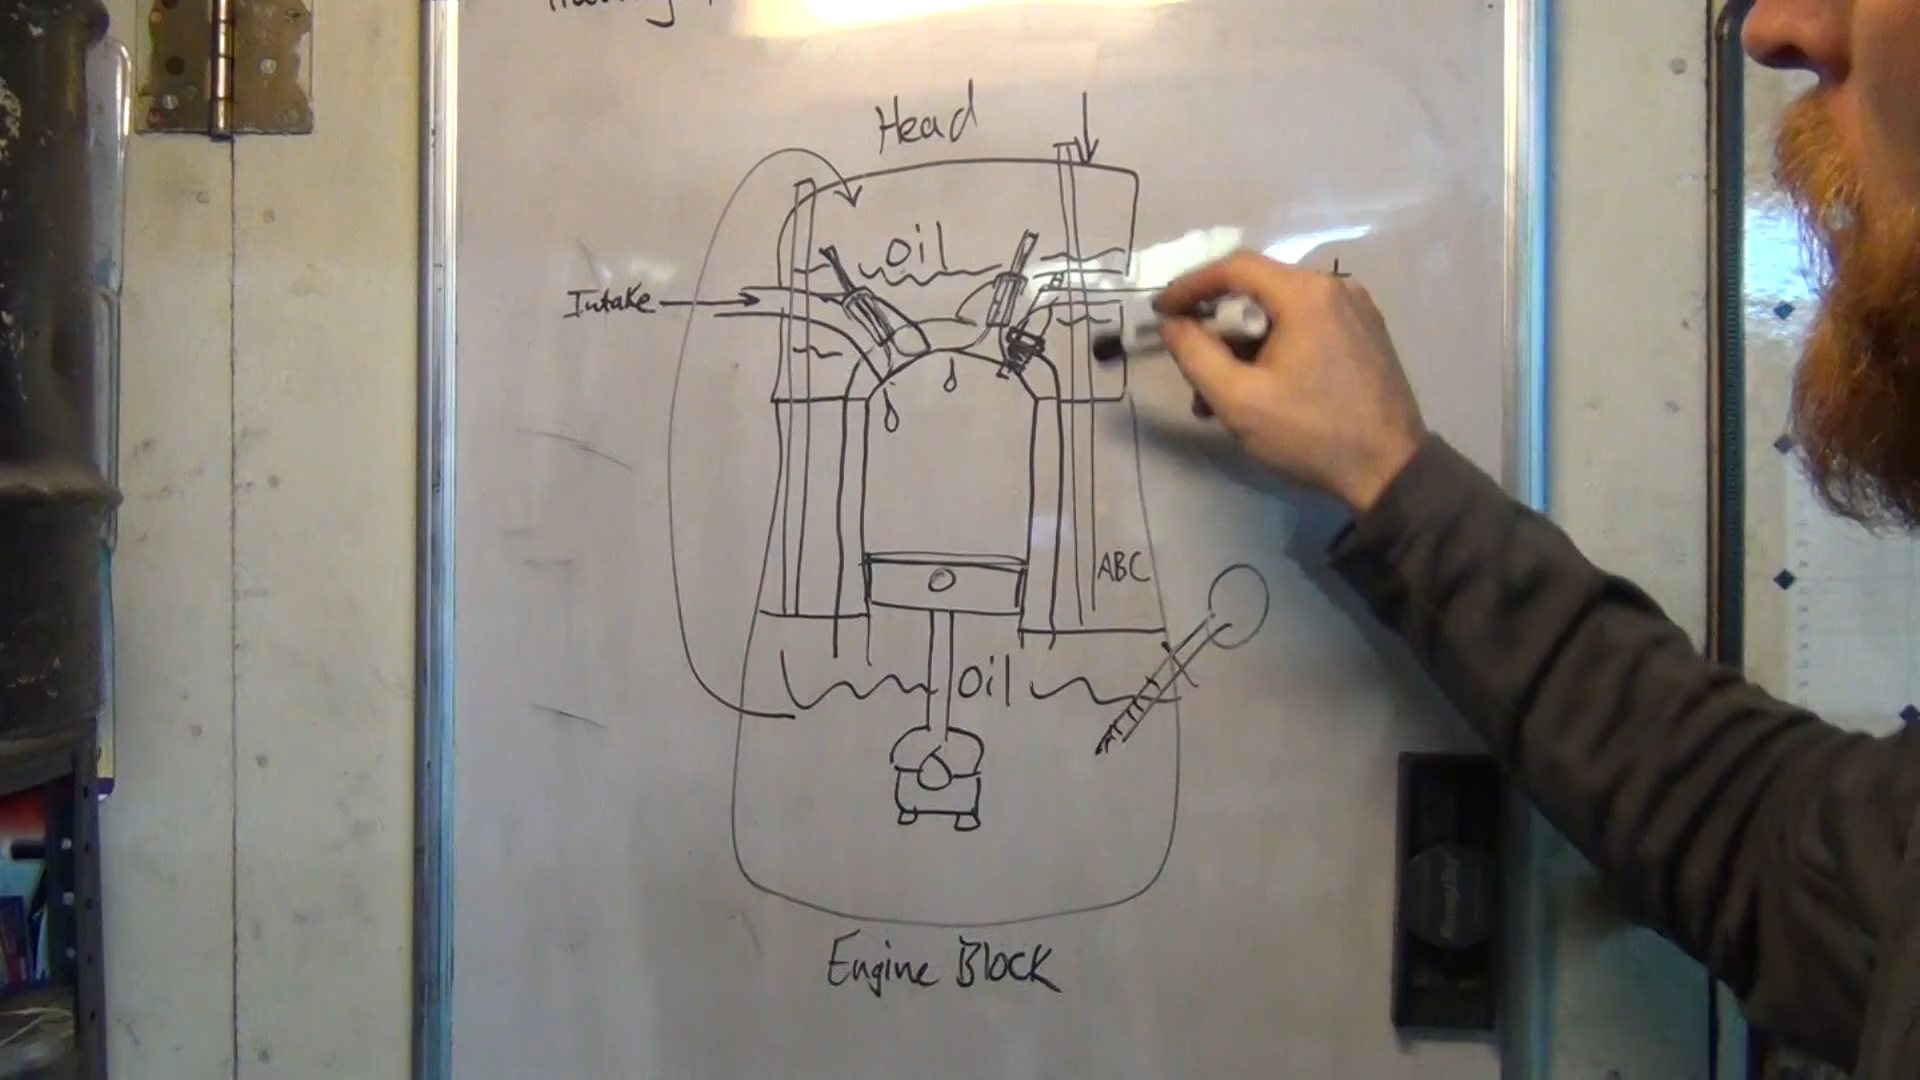 Head
Oil
Intake
ABC
Oil
Engine Block